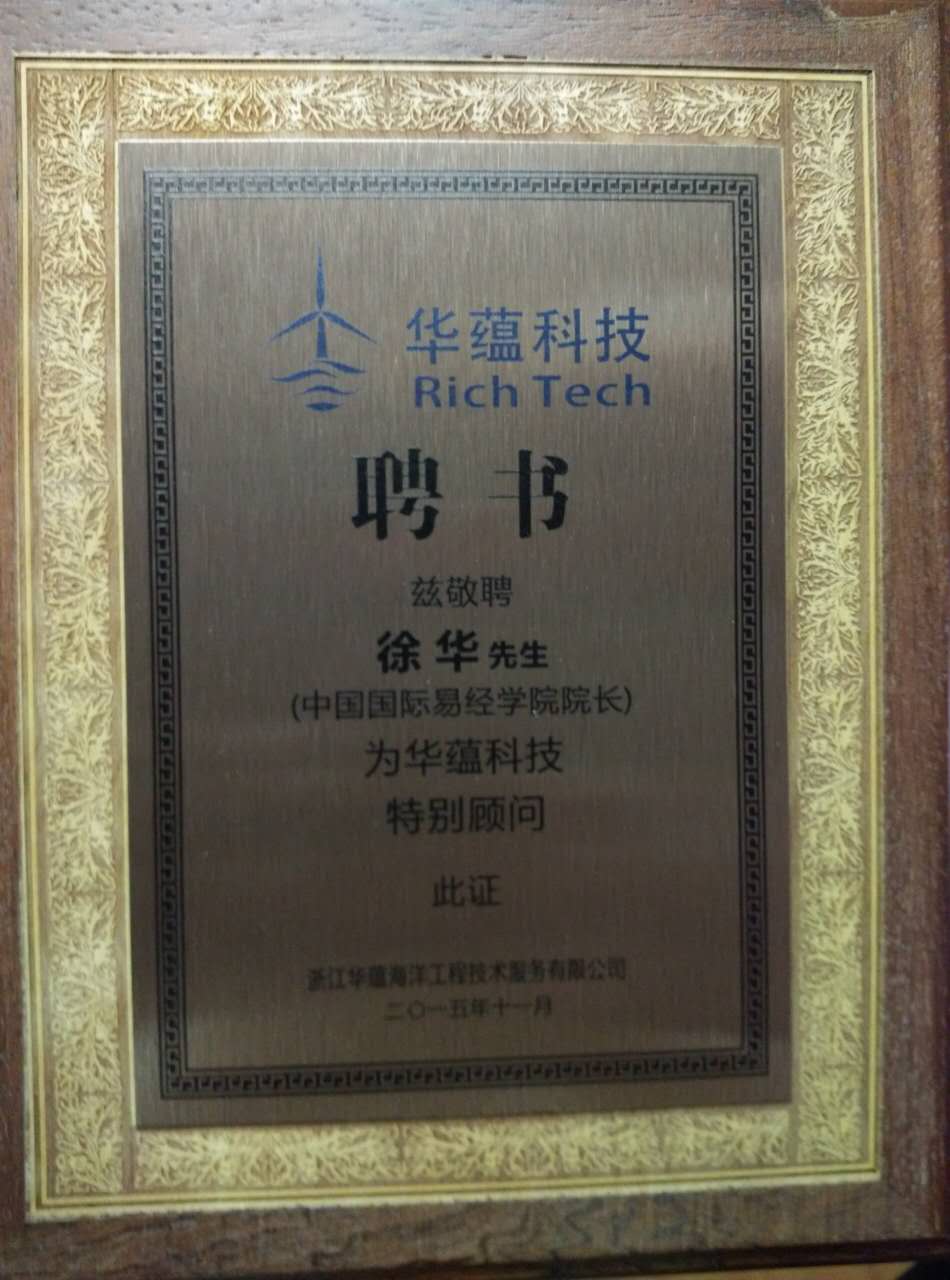 华蕴科技
Rich Tech
聘书
兹敬聘
徐华先生
(中国国际易经学院院长)
为华蕴科技
特别顾问
此证
浙江华蕴海洋工程技术服务有限公司
二〇一五年十一月